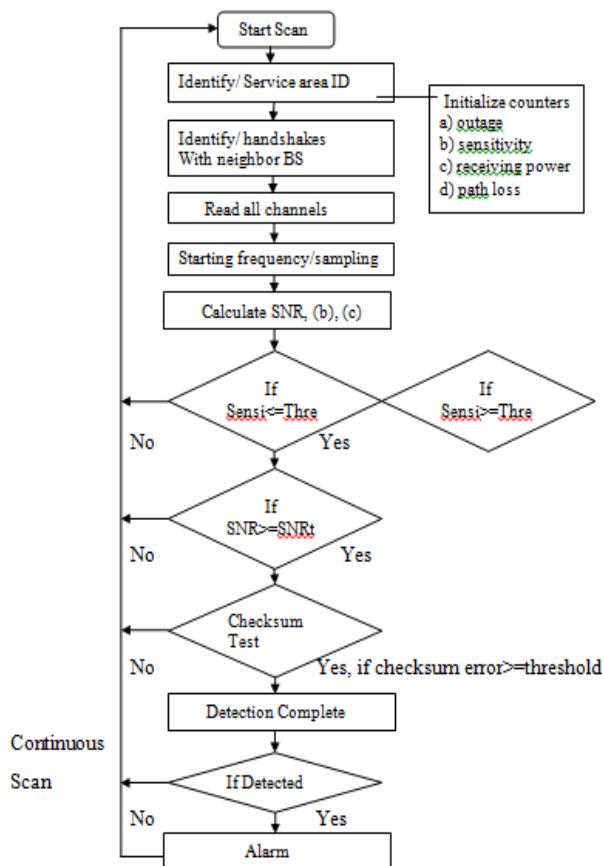 Start Scan
Identify/ Service area ID
Initialize counters
a) outage
b) sensitivity
c) receiving power
d) path loss
Identify/ handshakes
With neighbor BS
Read all channels
Starting frequency/sampling
Calculate SNR, (b), (c)
If
Sensi<=Thre
If
Sensi>=Thre
No
Yes
If
SNR>=SNRt
No
Yes
Checksum
Test
No
Yes, if checksum error>=threshold
Detection Complete
Continuous
Scan
If Detected
No
Yes
Alarm